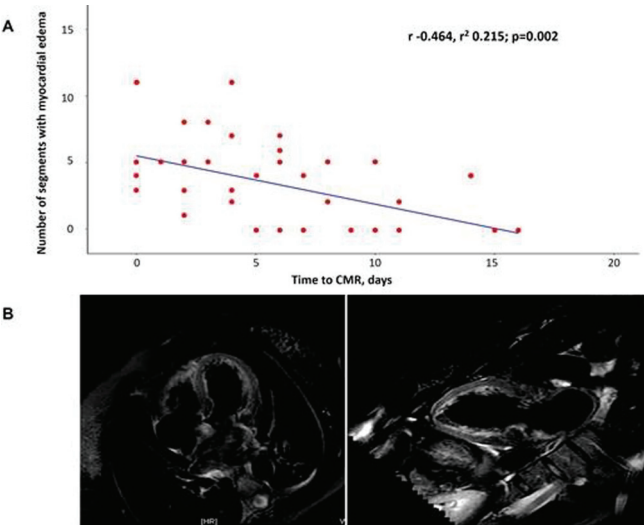 A
r -0.464, r² 0.215; p=0.002
Number of segments with myocardial edema
15
10
5
0
0 5 10 15 20
Time to CMR, days
B
[HR]